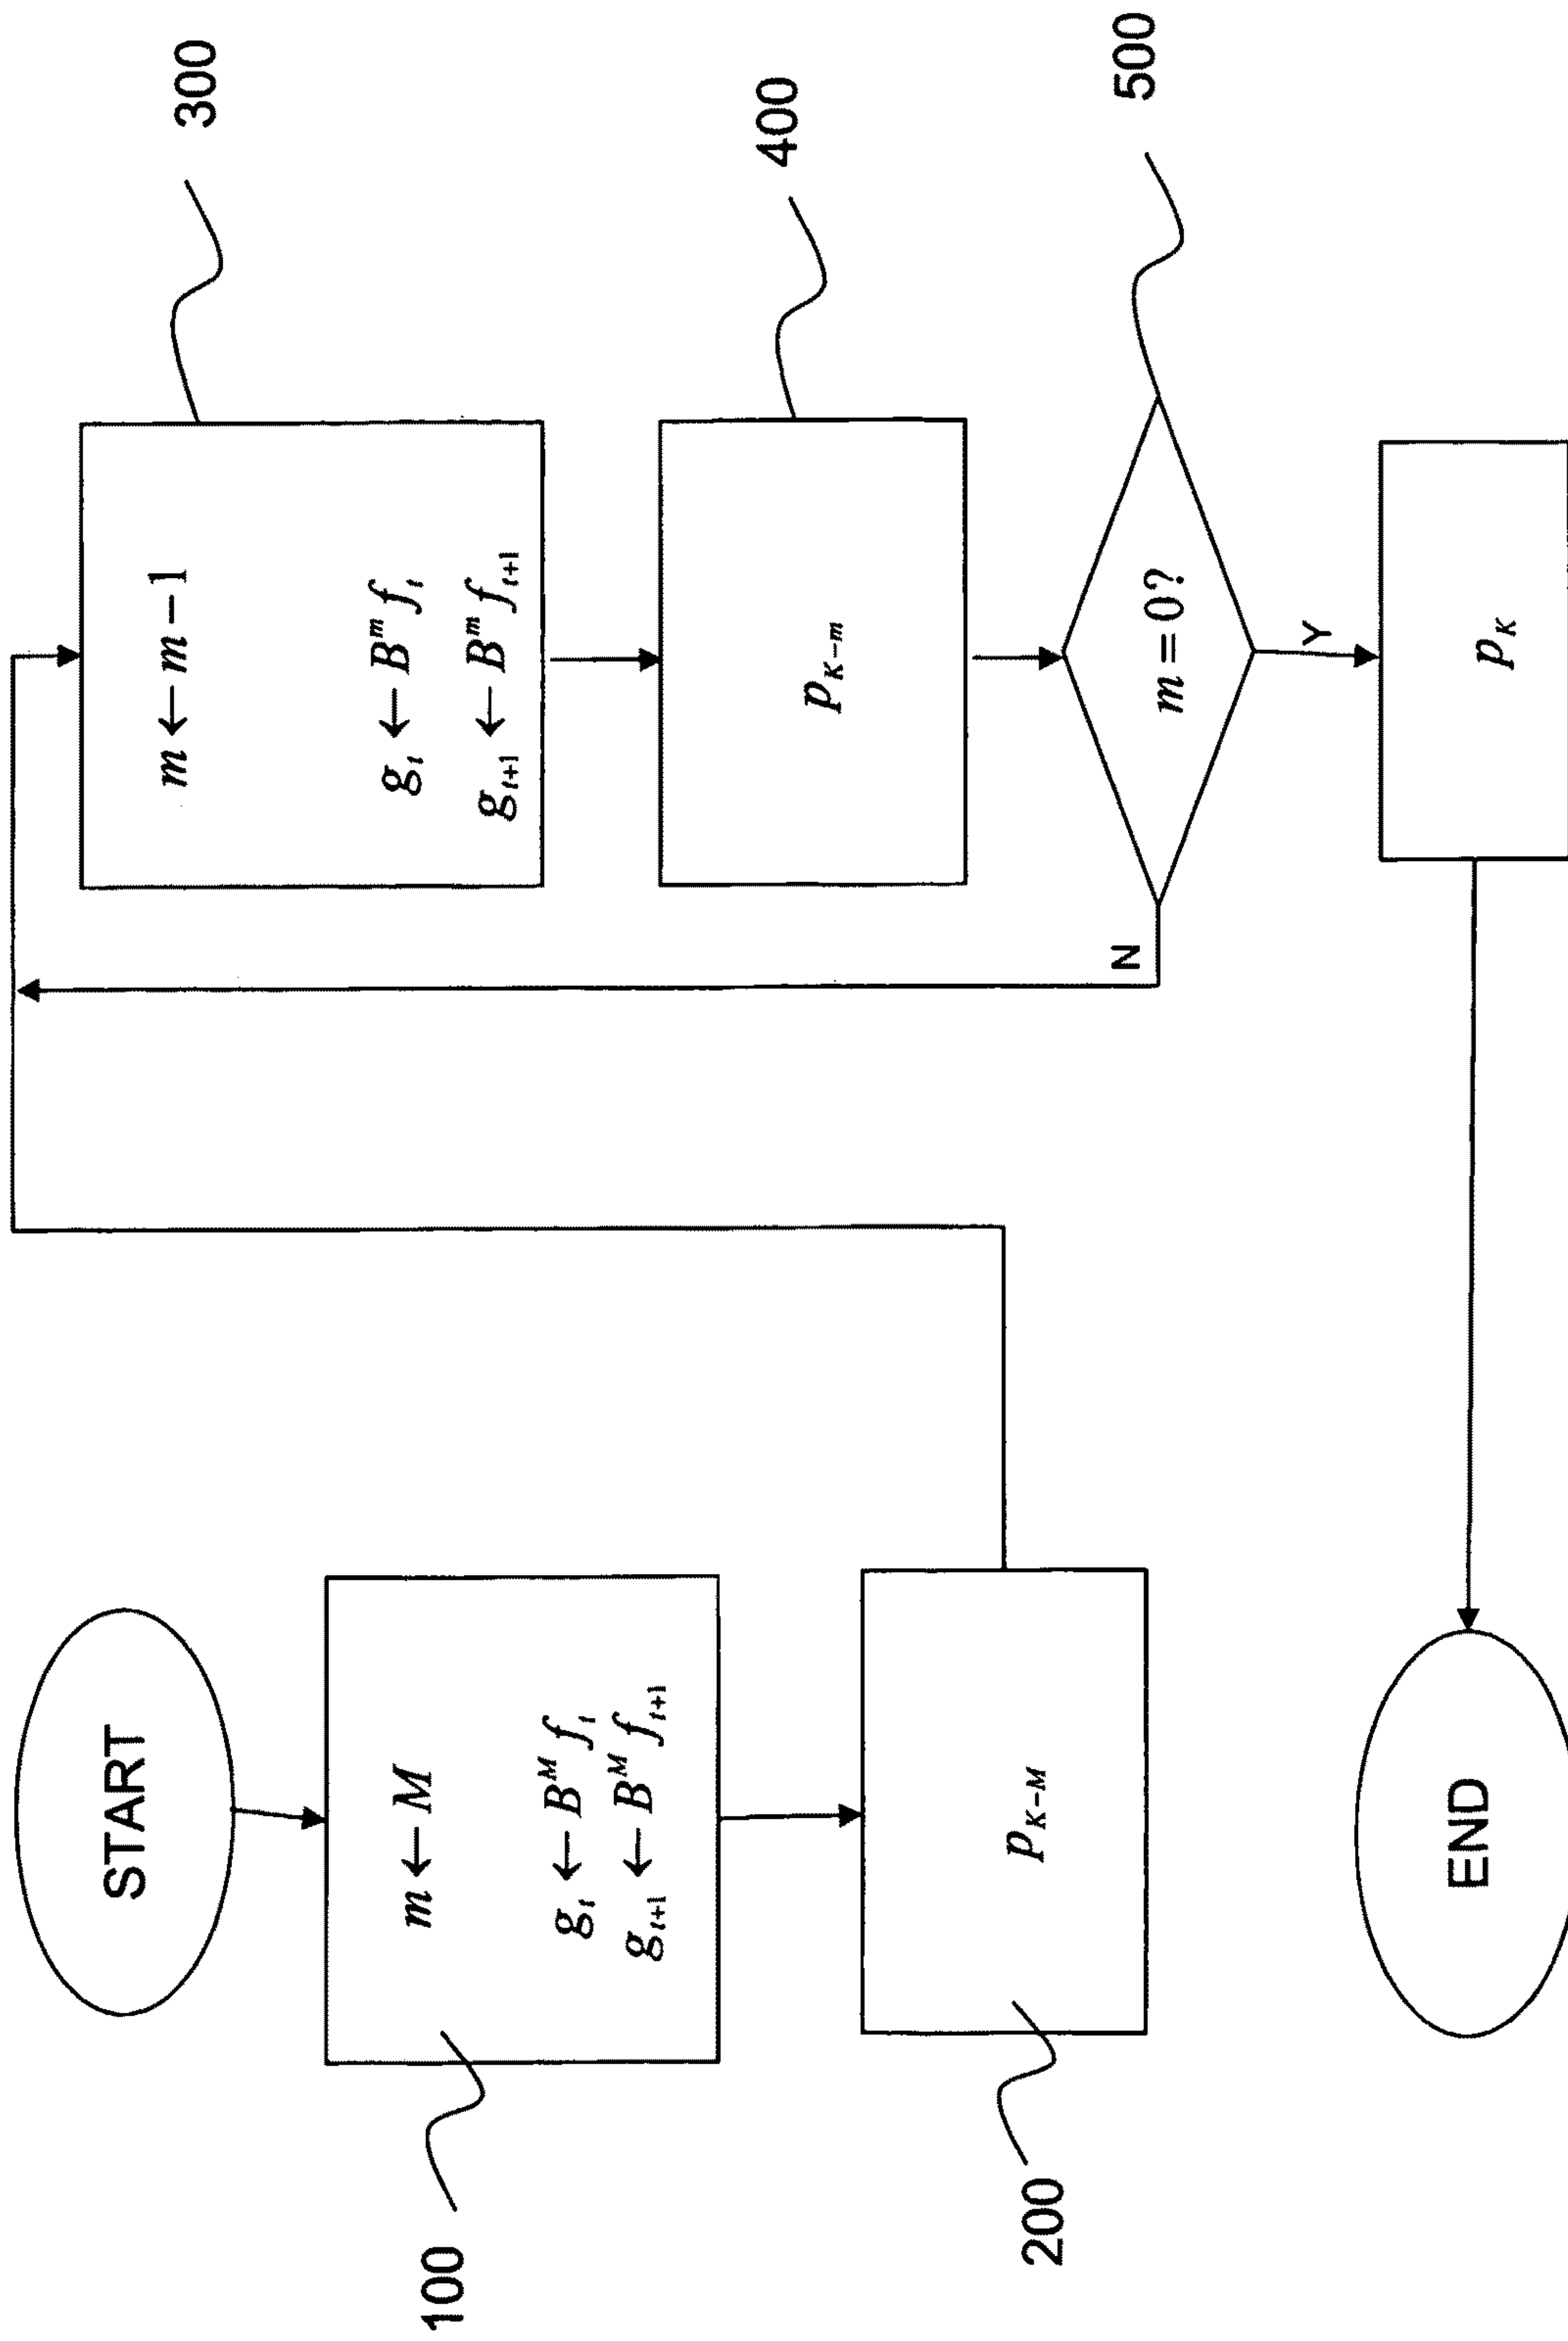 START
m ← M
g_t ← B^M f_t
g_{t+1} ← B^M f_{t+1}
100
p_{K−M}
200
m ← m − 1
g_t ← B^m f_t
g_{t+1} ← B^m f_{t+1}
300
p_{K−m}
400
m = 0?
500
N
Y
p_K
END